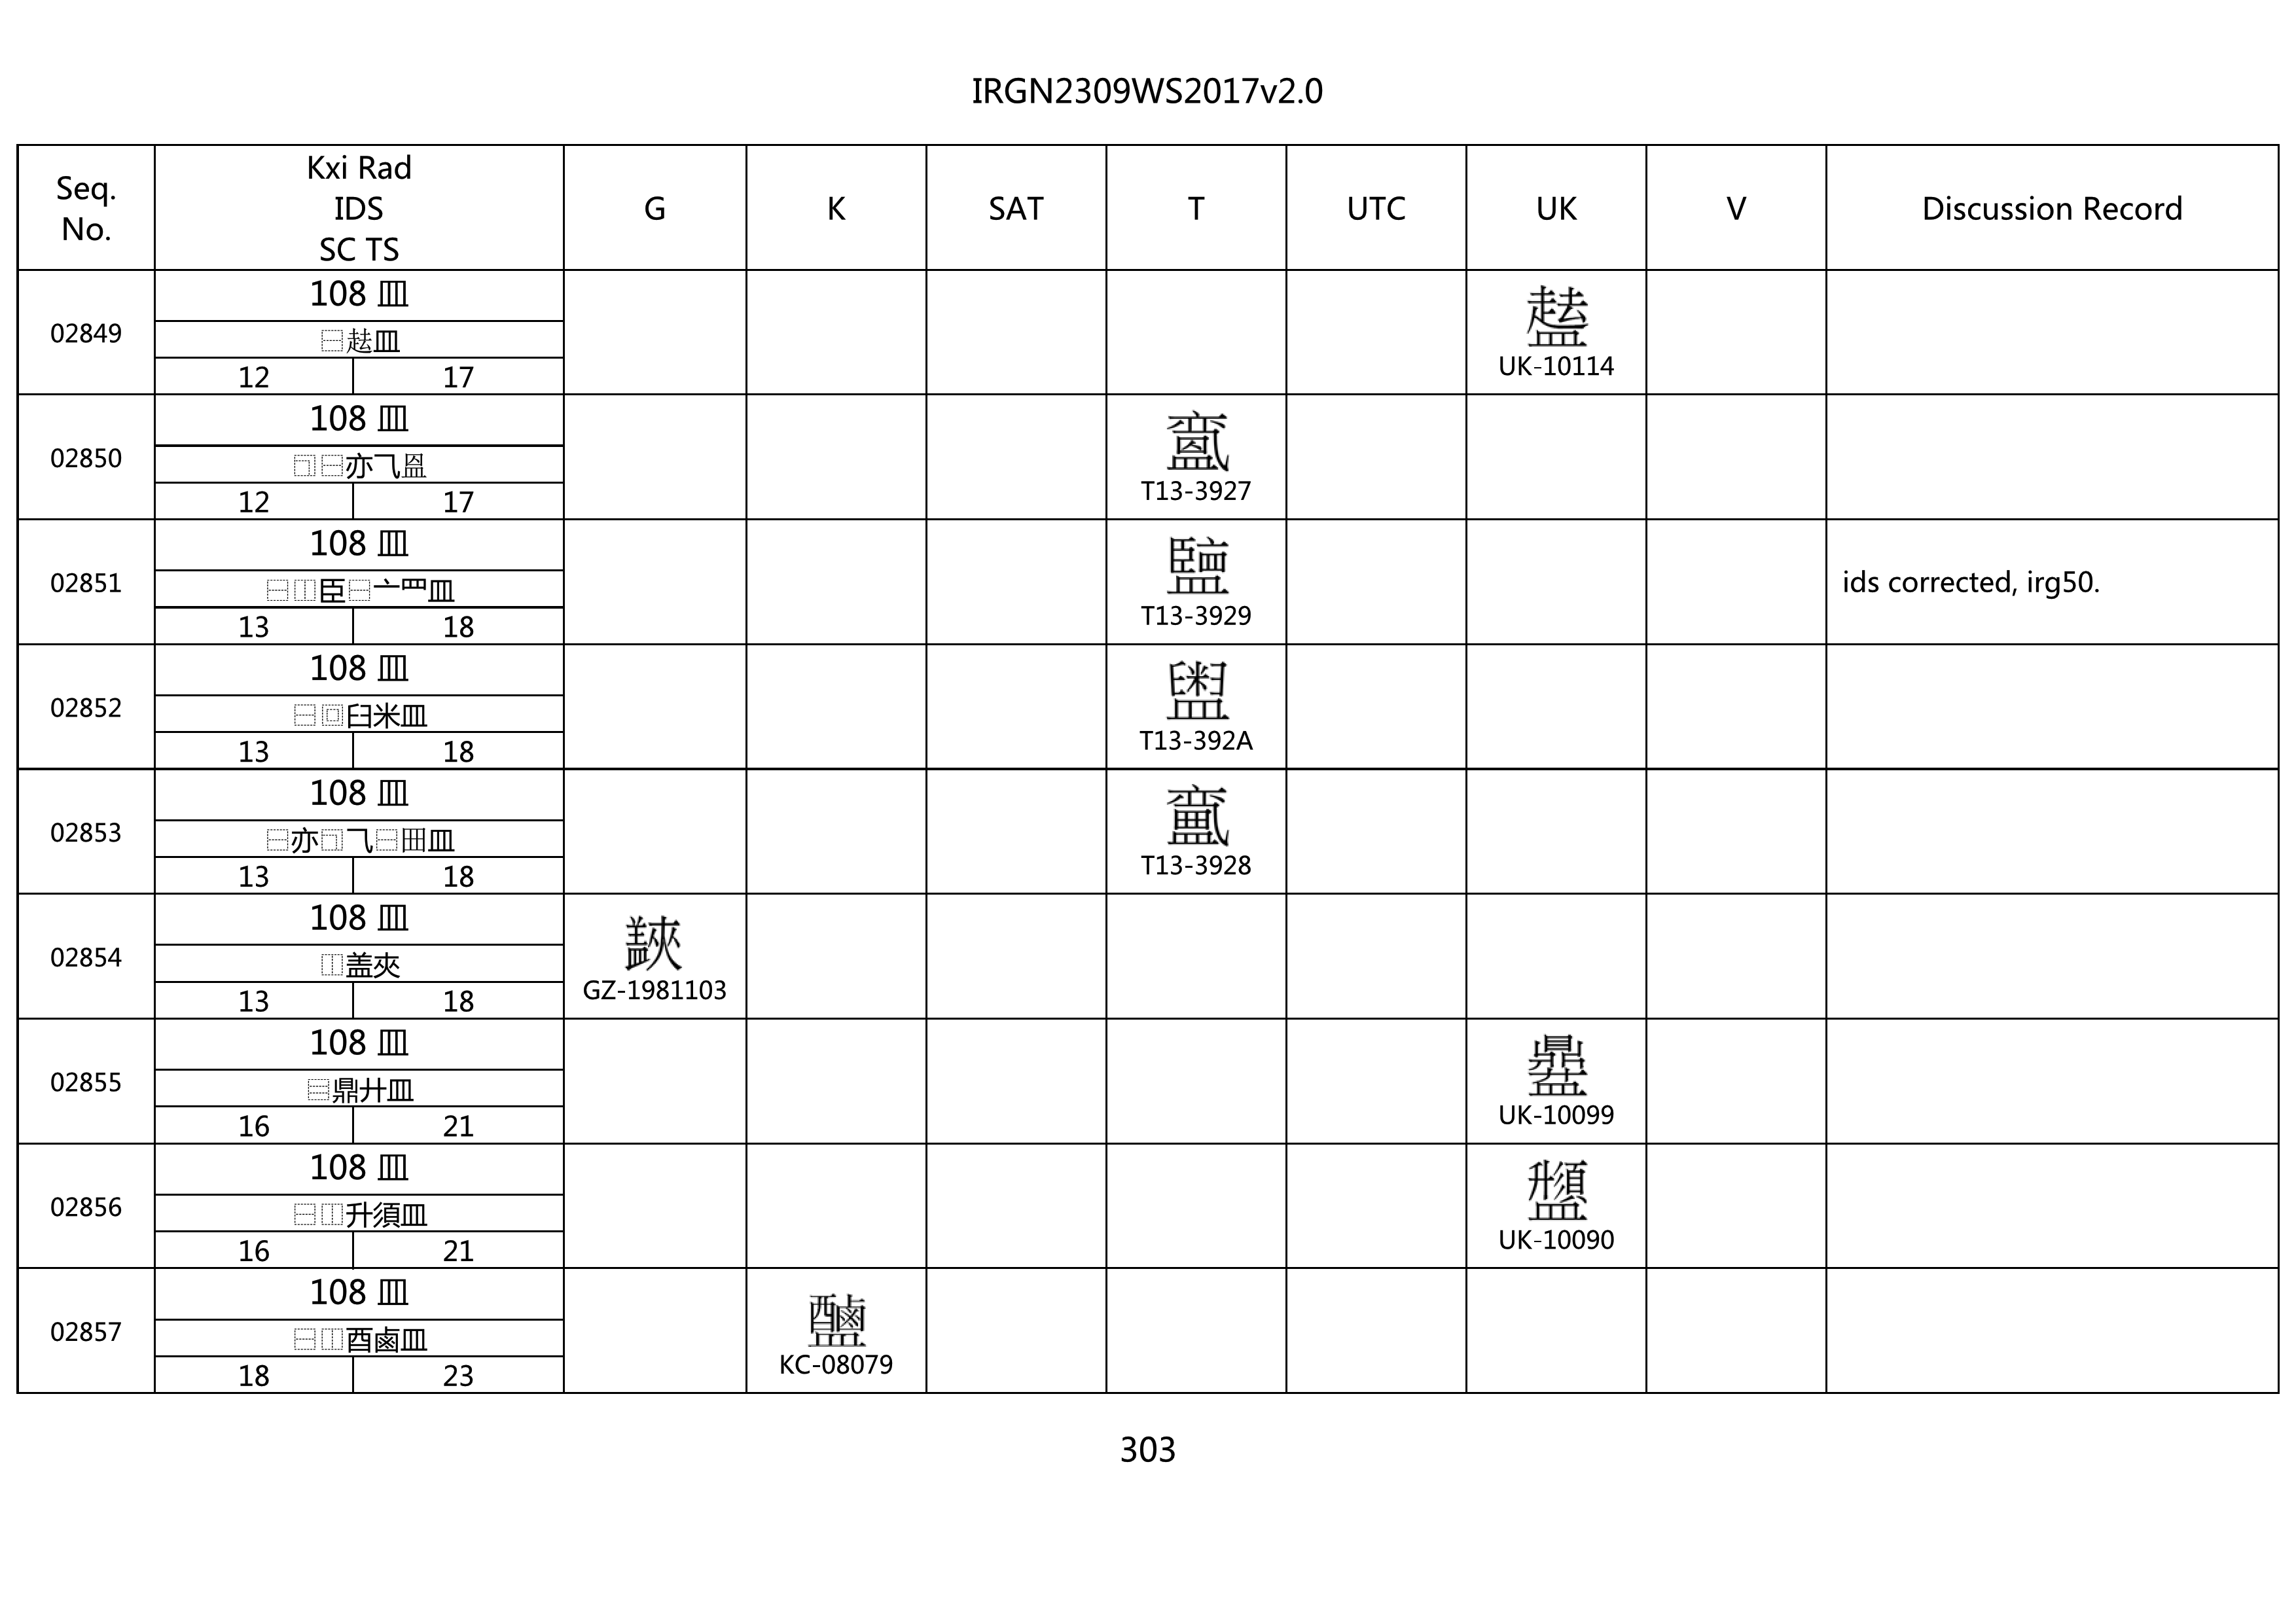 IRGN2309WS2017v2.0
Seq. No. Kxi Rad IDS SC TS G K SAT T UTC UK V Discussion Record
02849
108 皿
⿱𧻓皿
12 17
UK-10114
02850
108 皿
⿹⿱亦⺄𥁕
12 17
T13-3927
02851
108 皿
⿱⿰臣⿱亠罒皿
13 18
T13-3929
ids corrected, irg50.
02852
108 皿
⿱⿴臼米皿
13 18
T13-392A
02853
108 皿
⿱亦⿹⺄⿱田皿
13 18
T13-3928
02854
108 皿
⿰盖夾
13 18
GZ-1981103
02855
108 皿
⿳鼎廾皿
16 21
UK-10099
02856
108 皿
⿱⿰升須皿
16 21
UK-10090
02857
108 皿
⿱⿰酉鹵皿
18 23
KC-08079
303